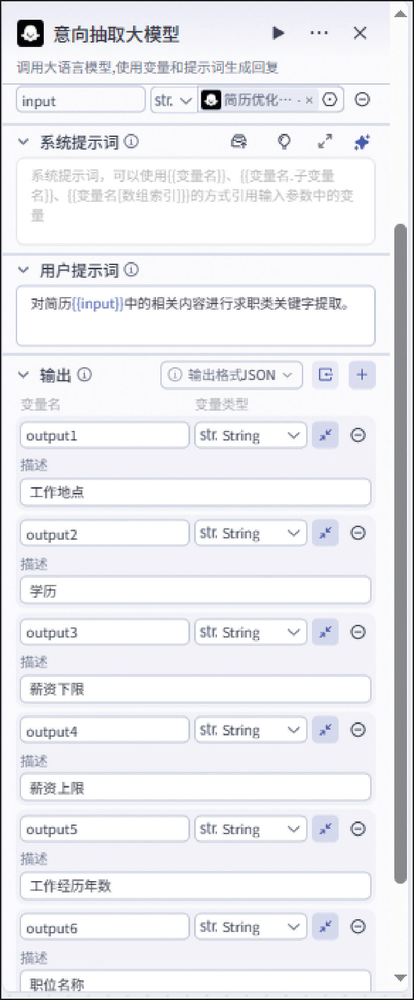 意向抽取大模型
调用大语言模型,使用变量和提示词生成回复
input str. 简历优化··· - ×
系统提示词
系统提示词，可以使用{{变量名}}、{{变量名.子变量
名}}、{{变量名[数组索引]}}的方式引用输入参数中的变
量
用户提示词
对简历{{input}}中的相关内容进行求职类关键字提取。
输出 输出格式JSON
变量名 变量类型
output1 str. String
描述
工作地点
output2 str. String
描述
学历
output3 str. String
描述
薪资下限
output4 str. String
描述
薪资上限
output5 str. String
描述
工作经历年数
output6 str. String
描述
职位名称